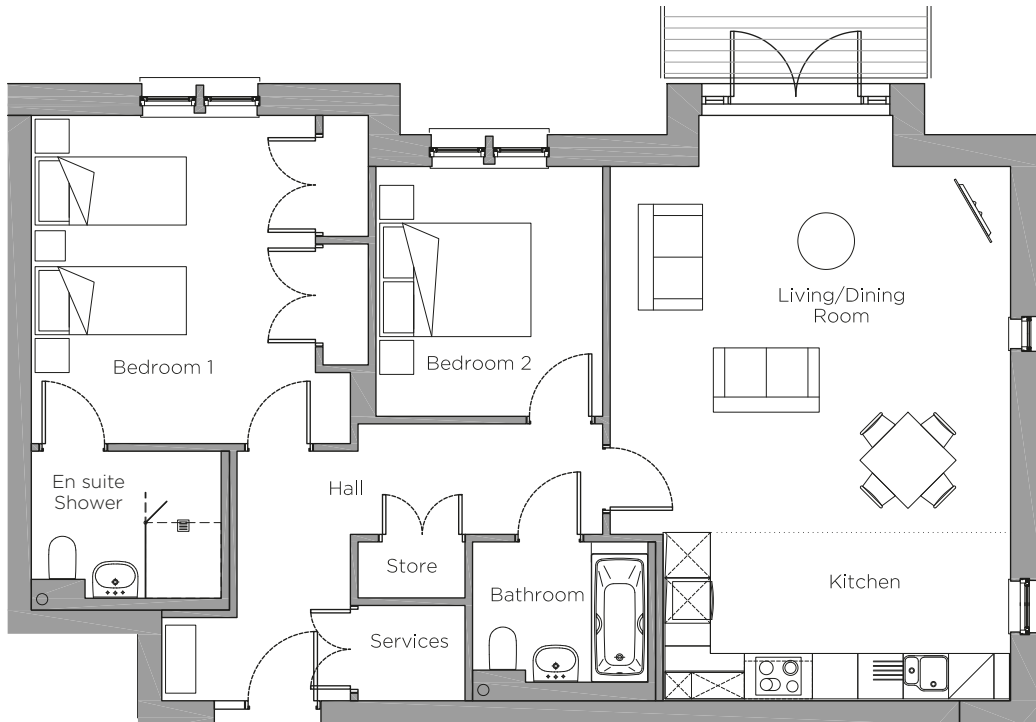 Living/Dining
Room
Bedroom 1
Bedroom 2
En suite
Shower
Hall
Store
Kitchen
Bathroom
Services